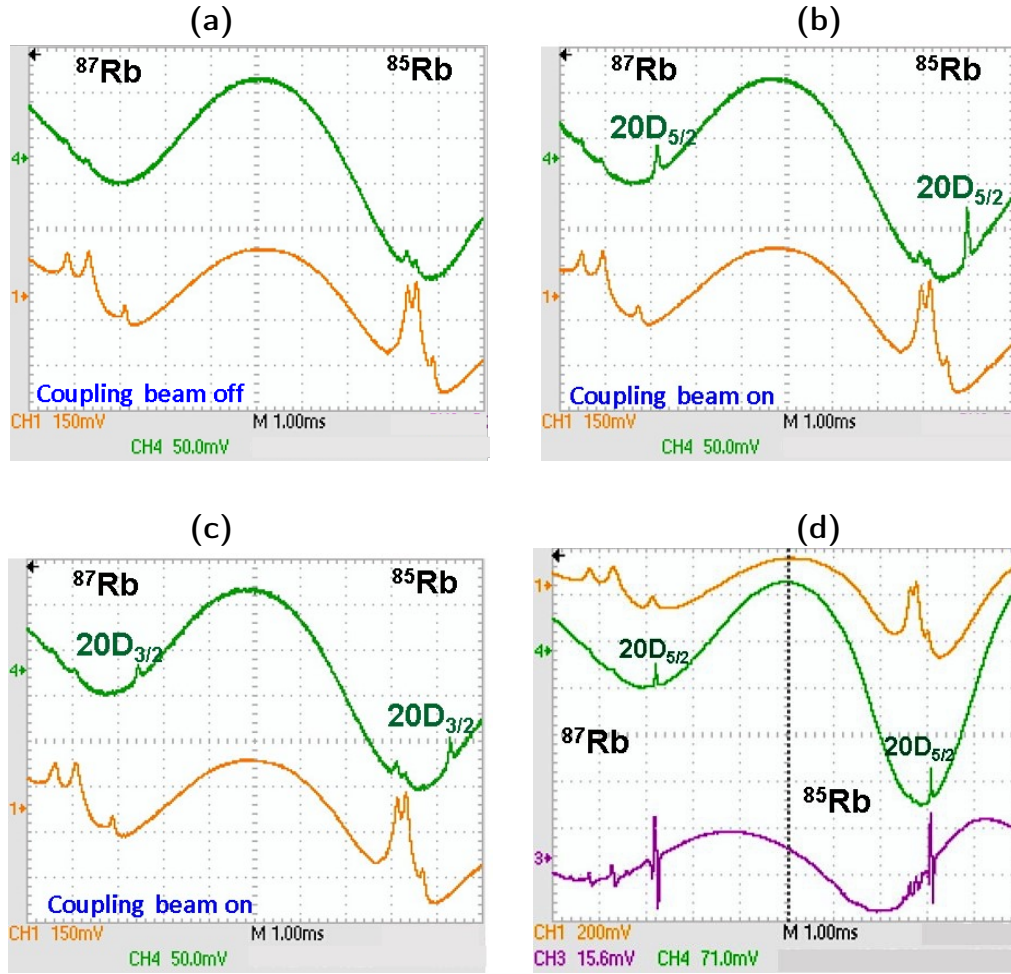 (a) (b)
⁸⁷Rb ⁸⁵Rb ⁸⁷Rb ⁸⁵Rb
20D5/2
20D5/2
4 4
1 1
Coupling beam off Coupling beam on
CH1 150mV M 1.00ms CH1 150mV M 1.00ms
CH4 50.0mV CH4 50.0mV
(c) (d)
⁸⁷Rb ⁸⁵Rb
1
20D3/2
20D5/2
4 4
20D3/2
⁸⁷Rb 20D5/2
⁸⁵Rb
1 3
Coupling beam on
CH1 150mV M 1.00ms CH1 200mV M 1.00ms
CH4 50.0mV CH3 15.6mV CH4 71.0mV